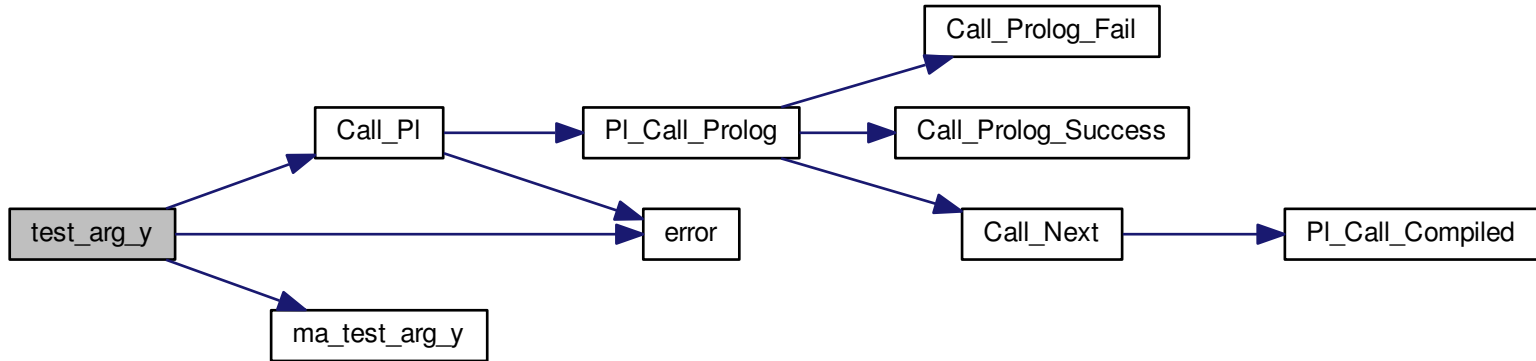 Call_Prolog_Fail
Call_Pl
Pl_Call_Prolog
Call_Prolog_Success
test_arg_y
error
Call_Next
Pl_Call_Compiled
ma_test_arg_y